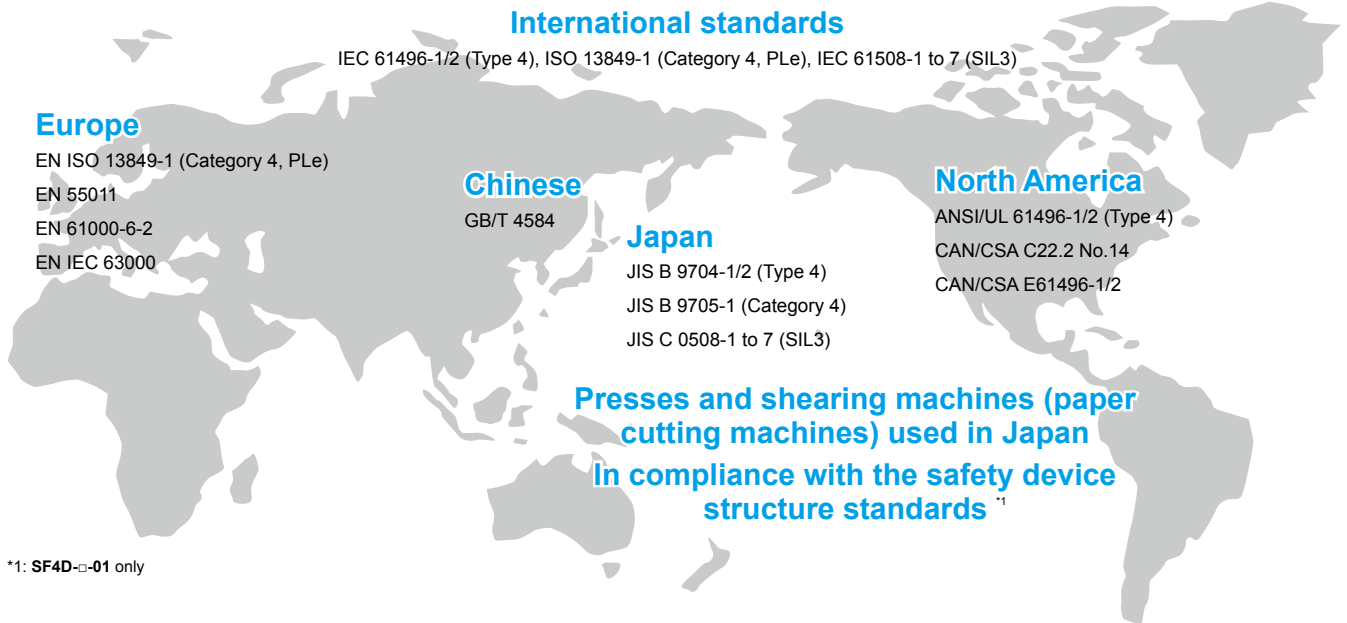 International standards
IEC 61496-1/2 (Type 4), ISO 13849-1 (Category 4, PLe), IEC 61508-1 to 7 (SIL3)
Europe
EN ISO 13849-1 (Category 4, PLe)
EN 55011
EN 61000-6-2
EN IEC 63000
Chinese
GB/T 4584
Japan
JIS B 9704-1/2 (Type 4)
JIS B 9705-1 (Category 4)
JIS C 0508-1 to 7 (SIL3)
North America
ANSI/UL 61496-1/2 (Type 4)
CAN/CSA C22.2 No.14
CAN/CSA E61496-1/2
Presses and shearing machines (paper
cutting machines) used in Japan
In compliance with the safety device
structure standards *1
*1: SF4D-□-01 only